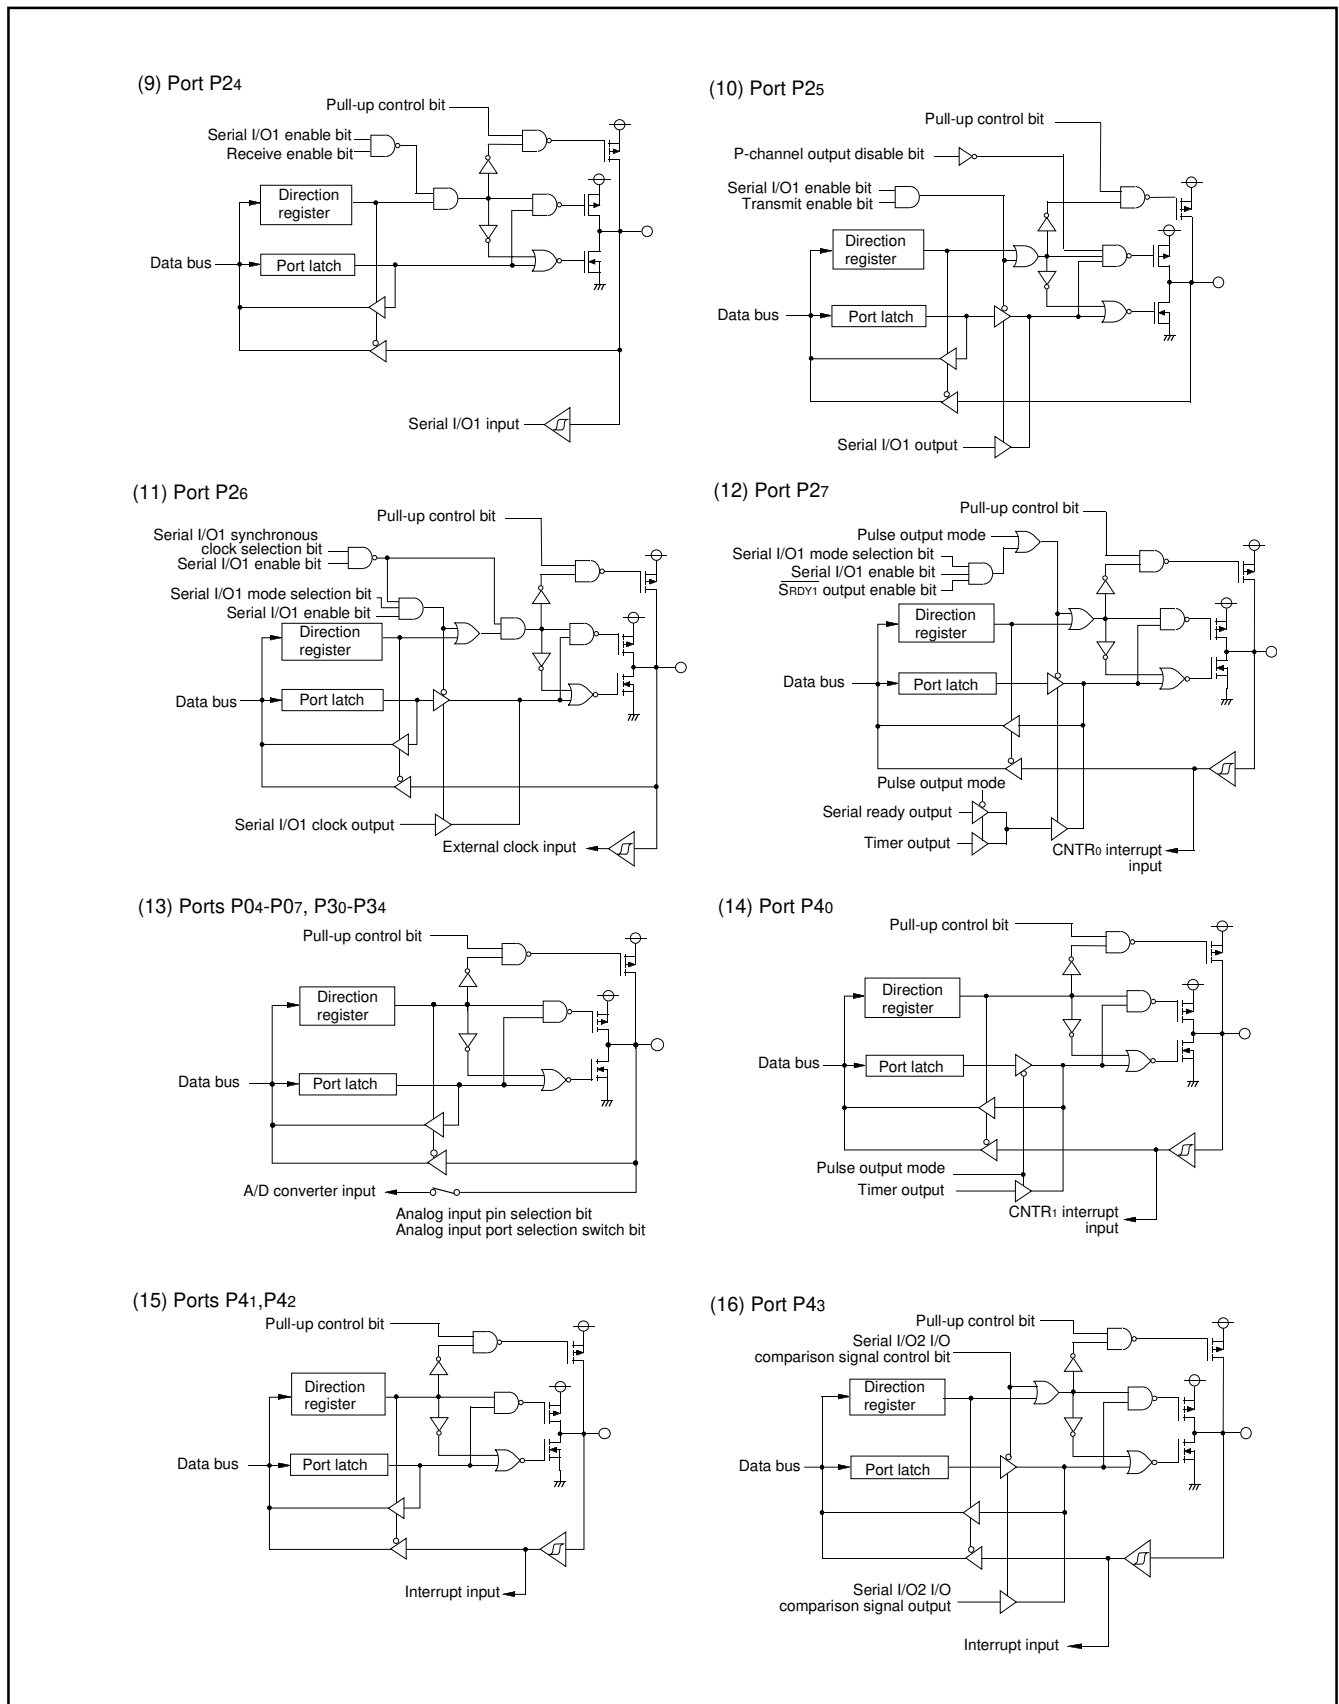 (9) Port P24
Pull-up control bit
Serial I/O1 enable bit
Receive enable bit
Direction
register
Data bus
Port latch
Serial I/O1 input
(10) Port P25
Pull-up control bit
P-channel output disable bit
Serial I/O1 enable bit
Transmit enable bit
Direction
register
Data bus
Port latch
Serial I/O1 output
(11) Port P26
Pull-up control bit
Serial I/O1 synchronous
clock selection bit
Serial I/O1 enable bit
Serial I/O1 mode selection bit
Serial I/O1 enable bit
Direction
register
Data bus
Port latch
Serial I/O1 clock output
External clock input
(12) Port P27
Pull-up control bit
Pulse output mode
Serial I/O1 mode selection bit
Serial I/O1 enable bit
SRDY1 output enable bit
Direction
register
Data bus
Port latch
Pulse output mode
Serial ready output
Timer output
CNTR0 interrupt
input
(13) Ports P04-P07, P30-P34
Pull-up control bit
Direction
register
Data bus
Port latch
A/D converter input
Analog input pin selection bit
Analog input port selection switch bit
(14) Port P40
Pull-up control bit
Direction
register
Data bus
Port latch
Pulse output mode
Timer output
CNTR1 interrupt
input
(15) Ports P41,P42
Pull-up control bit
Direction
register
Data bus
Port latch
Interrupt input
(16) Port P43
Pull-up control bit
Serial I/O2 I/O
comparison signal control bit
Direction
register
Data bus
Port latch
Serial I/O2 I/O
comparison signal output
Interrupt input